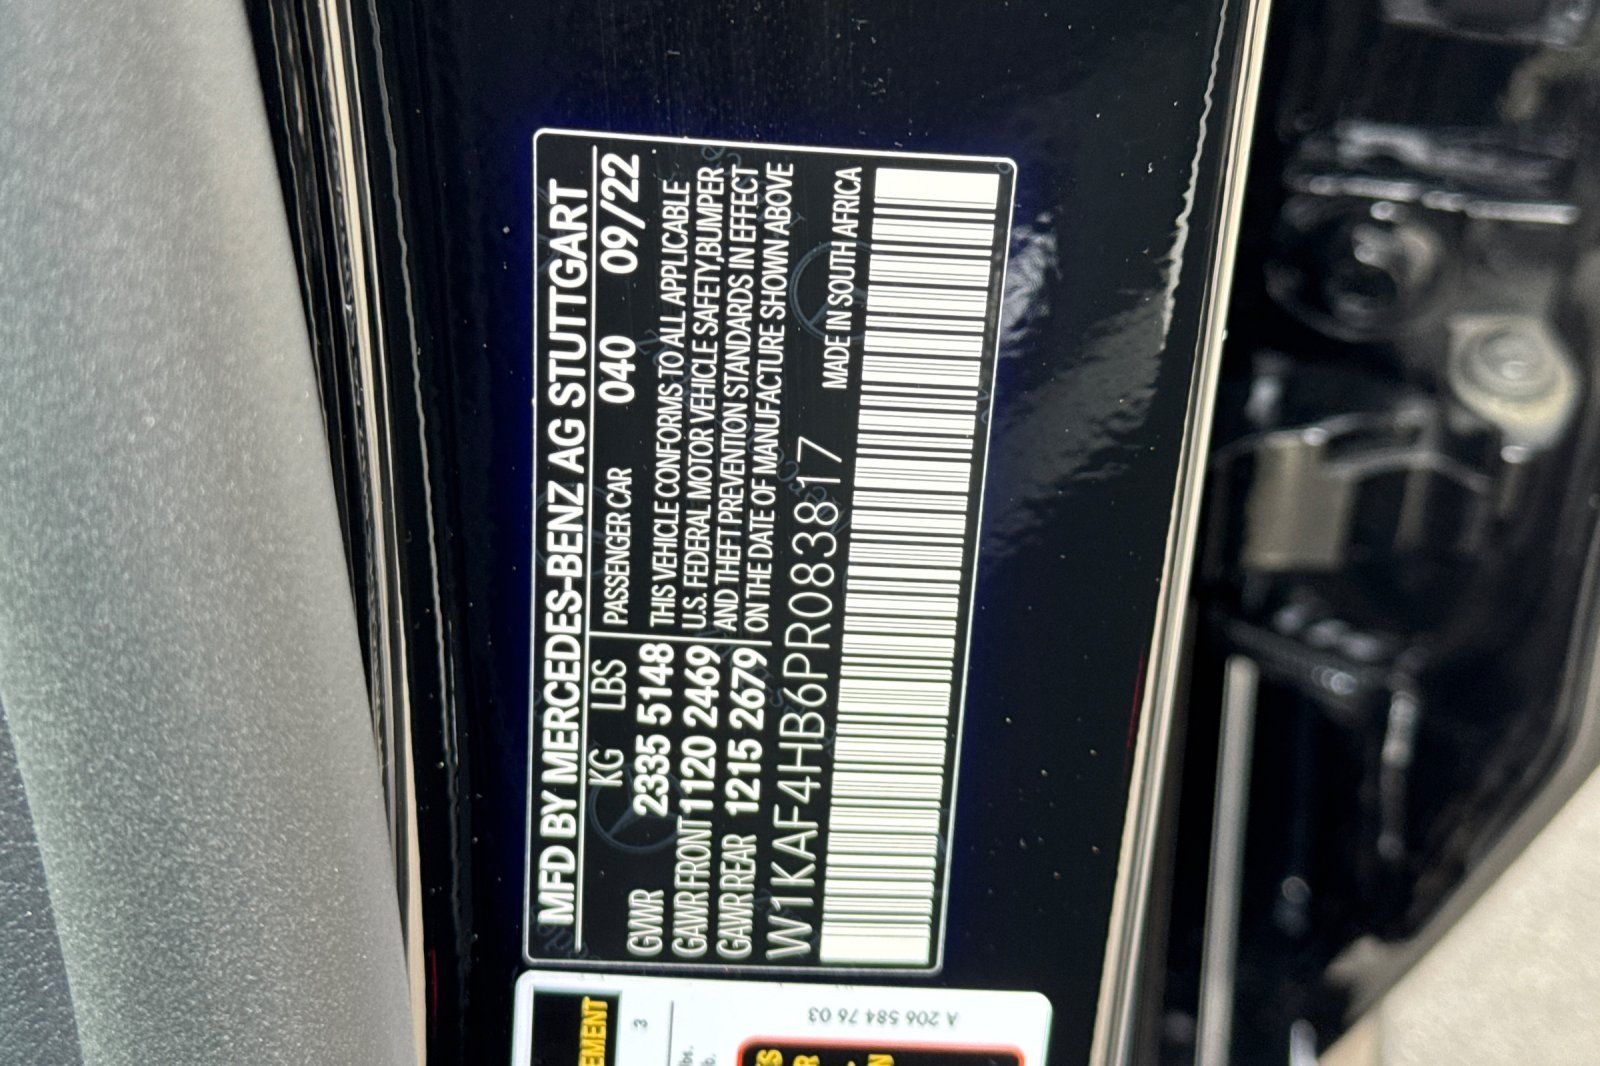 MFD BY MERCEDES-BENZ AG STUTTGART
KG LBS PASSENGER CAR 040 09/22
GVWR 2335 5148 THIS VEHICLE CONFORMS TO ALL APPLICABLE
GAWR FRONT 1120 2469 U.S. FEDERAL MOTOR VEHICLE SAFETY,BUMPER
GAWR REAR 1215 2679 AND THEFT PREVENTION STANDARDS IN EFFECT
ON THE DATE OF MANUFACTURE SHOWN ABOVE
W1KAF4HB6PR083817 MADE IN SOUTH AFRICA
A 206 584 76 03
3